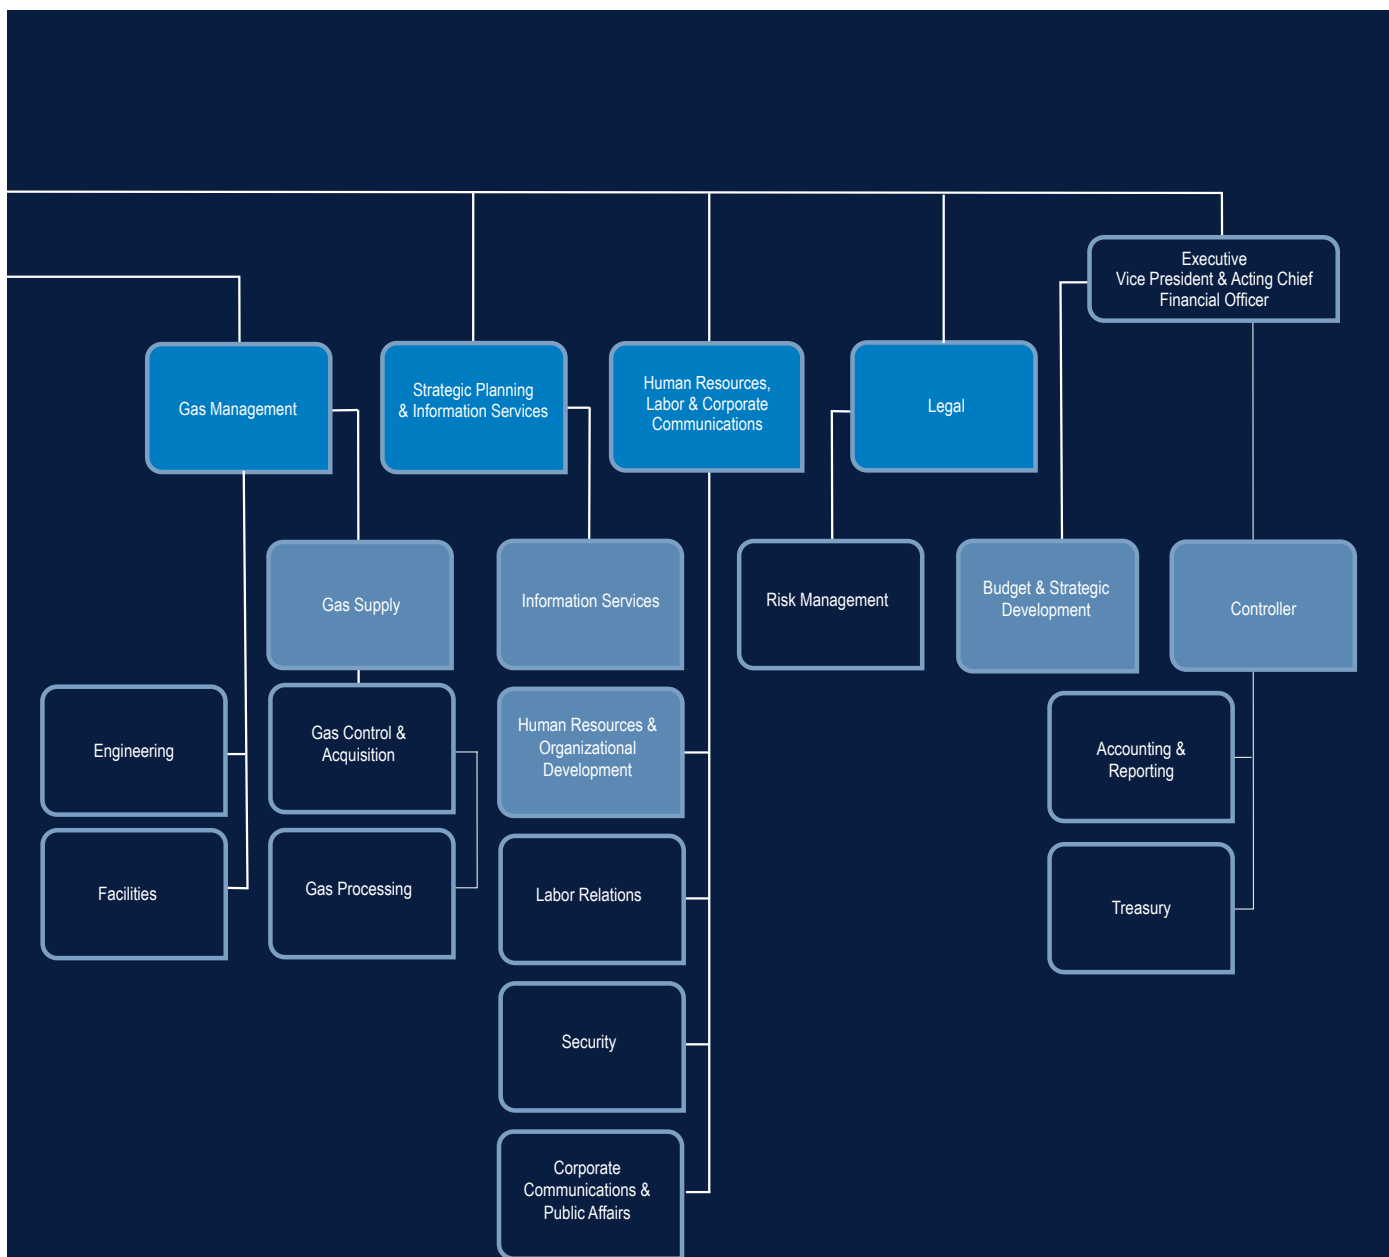 Executive
Vice President & Acting Chief
Financial Officer
Gas Management
Strategic Planning
& Information Services
Human Resources,
Labor & Corporate
Communications
Legal
Gas Supply
Information Services
Risk Management
Budget & Strategic
Development
Controller
Engineering
Gas Control &
Acquisition
Human Resources &
Organizational
Development
Accounting &
Reporting
Facilities
Gas Processing
Labor Relations
Treasury
Security
Corporate
Communications &
Public Affairs